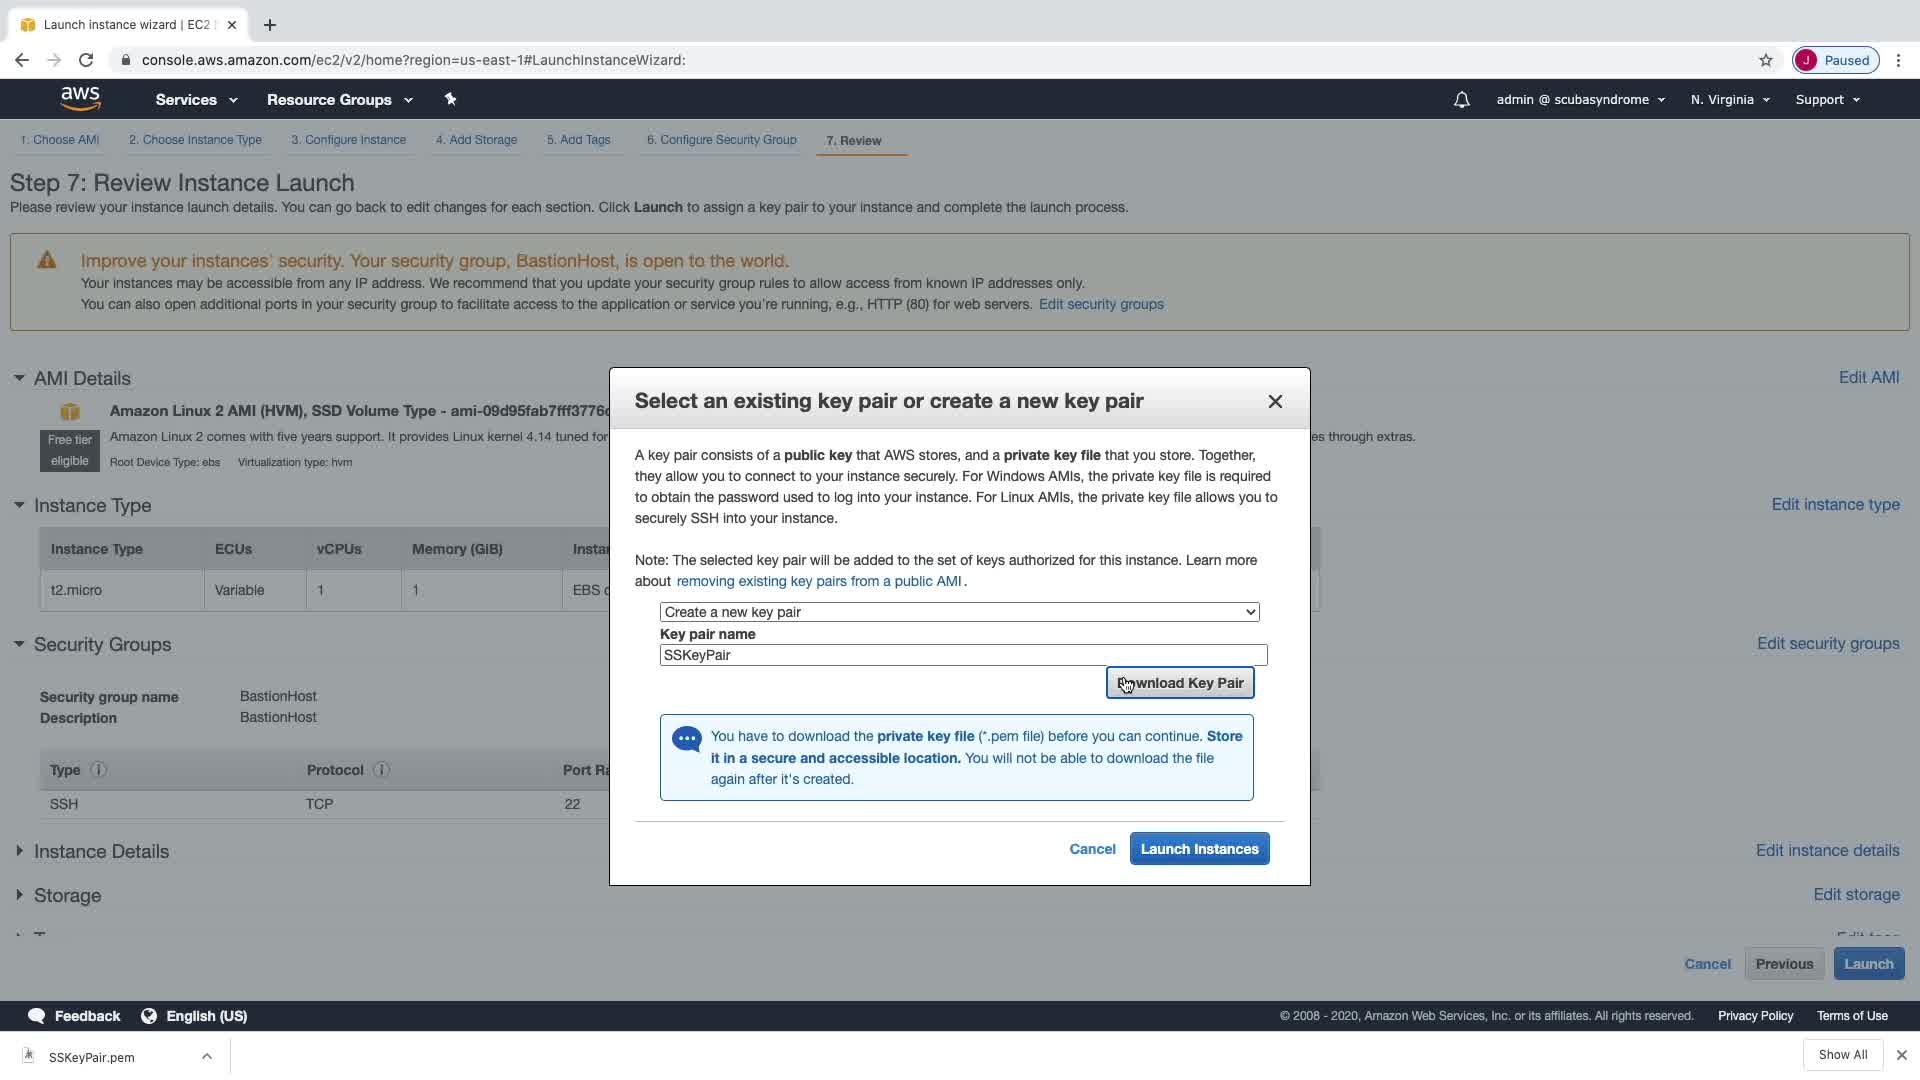 Launch instance wizard | EC2
console.aws.amazon.com/ec2/v2/home?region=us-east-1#LaunchInstanceWizard:
J Paused
aws Services Resource Groups admin @ scubasyndrome N. Virginia Support
1. Choose AMI 2. Choose Instance Type 3. Configure Instance 4. Add Storage 5. Add Tags 6. Configure Security Group 7. Review
Step 7: Review Instance Launch
Please review your instance launch details. You can go back to edit changes for each section. Click Launch to assign a key pair to your instance and complete the launch process.
Improve your instances' security. Your security group, BastionHost, is open to the world.
Your instances may be accessible from any IP address. We recommend that you update your security group rules to allow access from known IP addresses only.
You can also open additional ports in your security group to facilitate access to the application or service you're running, e.g., HTTP (80) for web servers. Edit security groups
AMI Details Edit AMI
Amazon Linux 2 AMI (HVM), SSD Volume Type - ami-09d95fab7fff3776
Free tier eligible
Amazon Linux 2 comes with five years support. It provides Linux kernel 4.14 tuned for
es through extras.
Root Device Type: ebs Virtualization type: hvm
Instance Type Edit instance type
Instance Type ECUs vCPUs Memory (GiB)
t2.micro Variable 1 1 EBS
Security Groups Edit security groups
Security group name BastionHost
Description BastionHost
Type Protocol Port
SSH TCP 22
Instance Details Edit instance details
Storage Edit storage
Select an existing key pair or create a new key pair
A key pair consists of a public key that AWS stores, and a private key file that you store. Together,
they allow you to connect to your instance securely. For Windows AMIs, the private key file is required
to obtain the password used to log into your instance. For Linux AMIs, the private key file allows you to
securely SSH into your instance.
Note: The selected key pair will be added to the set of keys authorized for this instance. Learn more
about removing existing key pairs from a public AMI.
Create a new key pair
Key pair name
SSKeyPair
Download Key Pair
You have to download the private key file (*.pem file) before you can continue. Store
it in a secure and accessible location. You will not be able to download the file
again after it's created.
Cancel Launch Instances
Cancel Previous Launch
Feedback English (US) © 2008 - 2020, Amazon Web Services, Inc. or its affiliates. All rights reserved. Privacy Policy Terms of Use
SSKeyPair.pem Show All